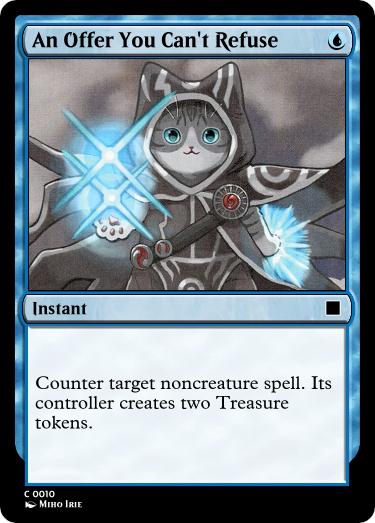 An Offer You Can't Refuse
Instant
Counter target noncreature spell. Its
controller creates two Treasure
tokens.
C 0010
Miho Irie